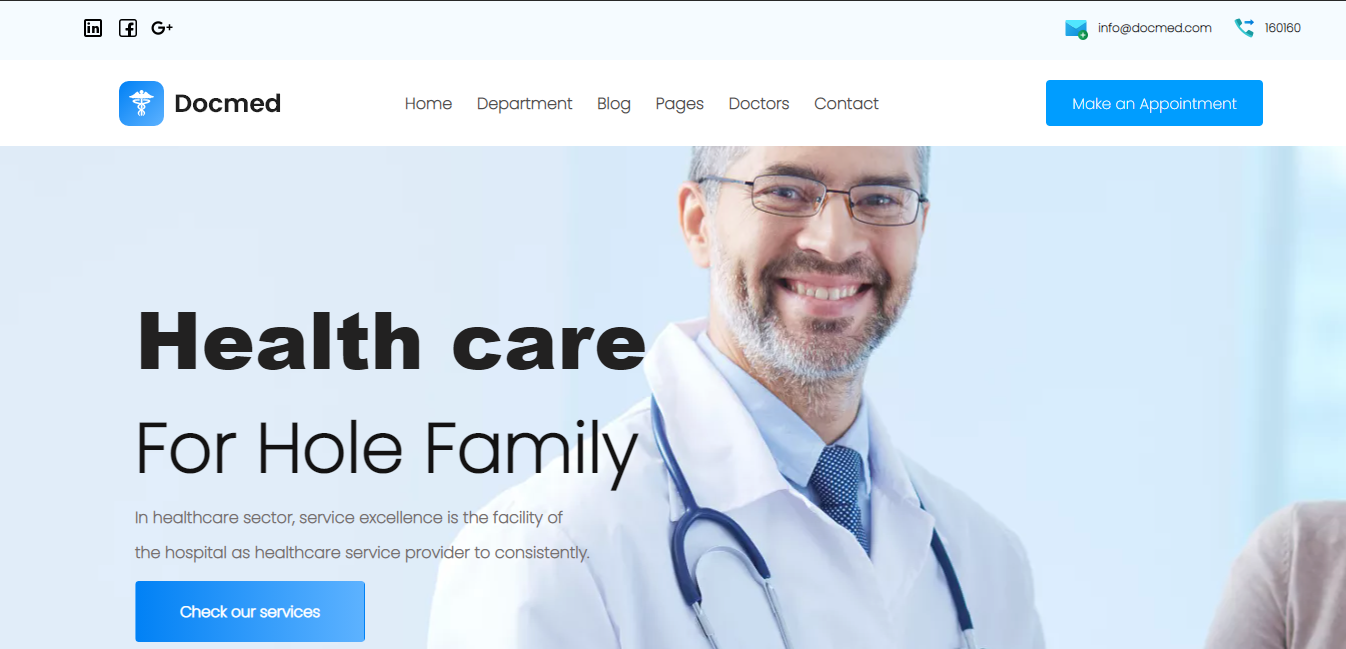 in f G+ info@docmed.com 160160
Docmed Home Department Blog Pages Doctors Contact Make an Appointment
Health care
For Hole Family
In healthcare sector, service excellence is the facility of
the hospital as healthcare service provider to consistently.
Check our services